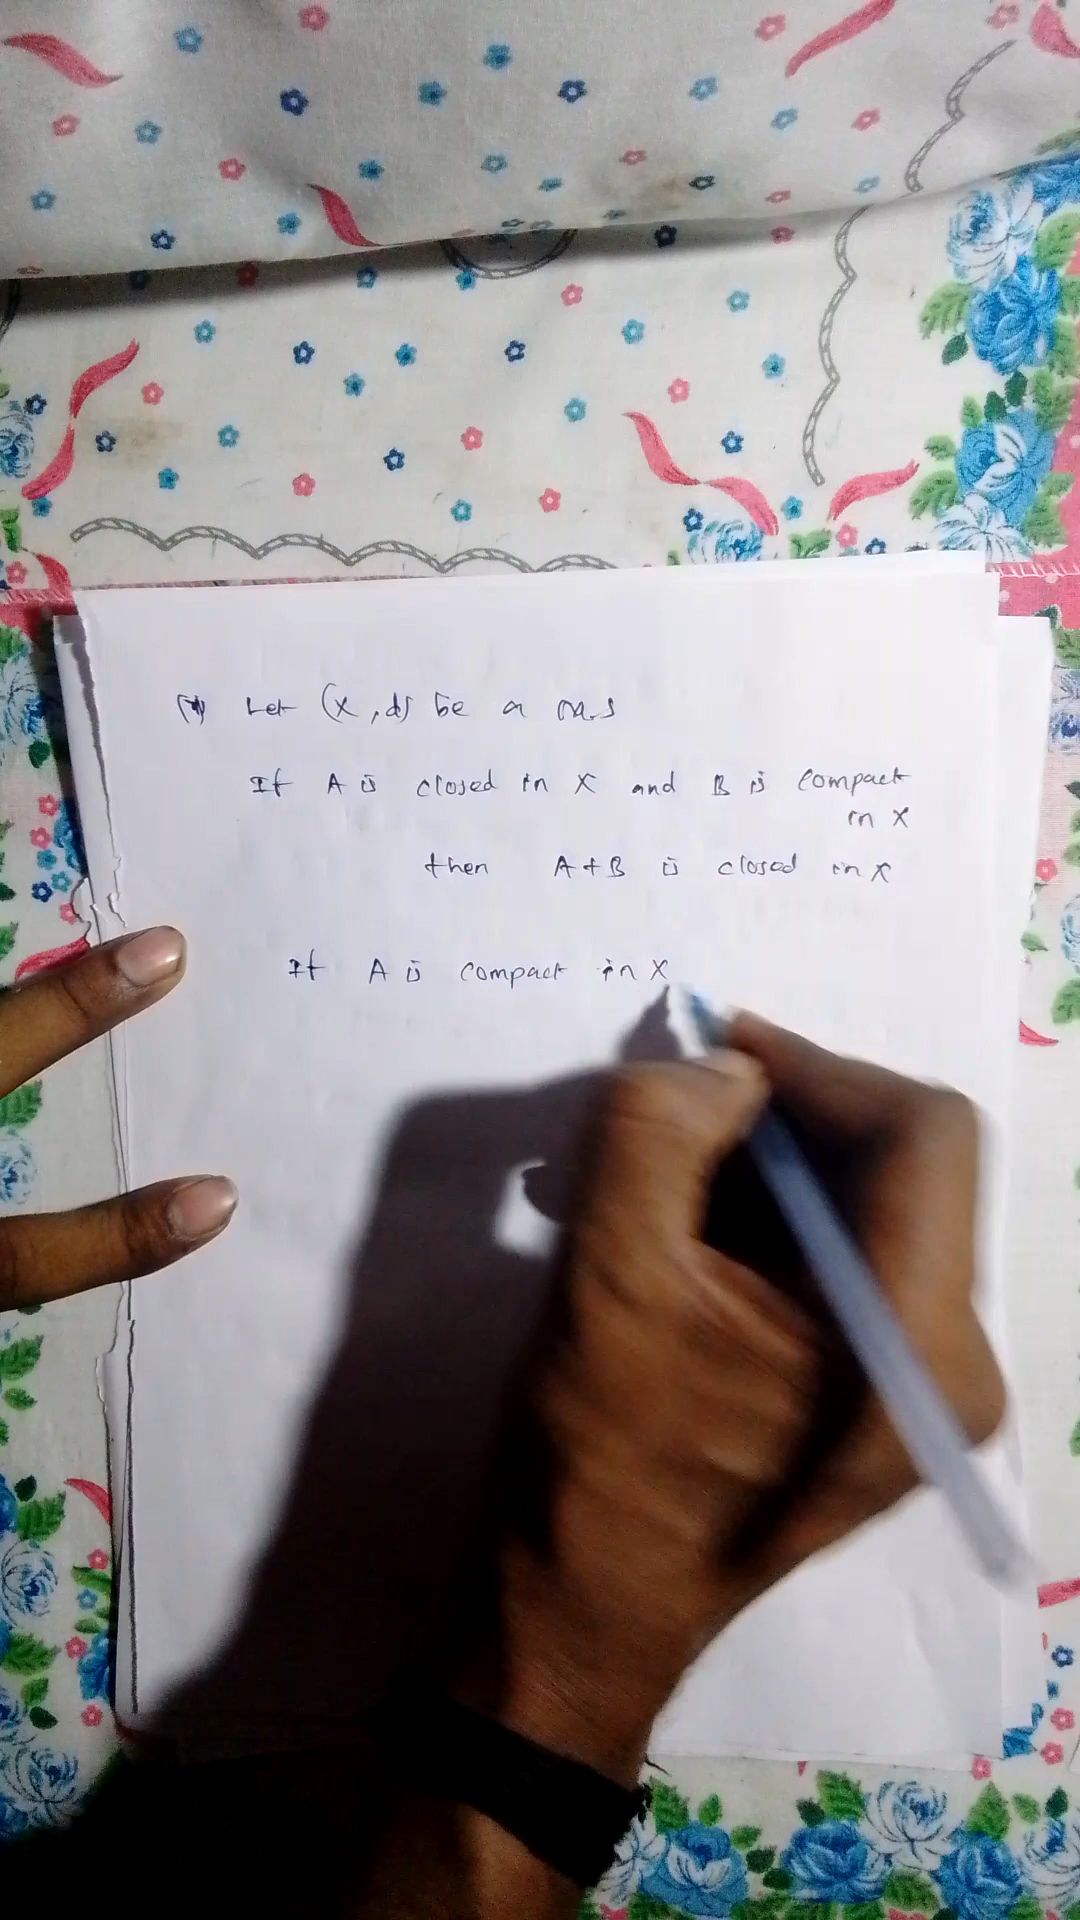 Let (X, d) be a m.s
If A is closed in X and B is compact
in X
then A + B is closed in X
If A is compact in X